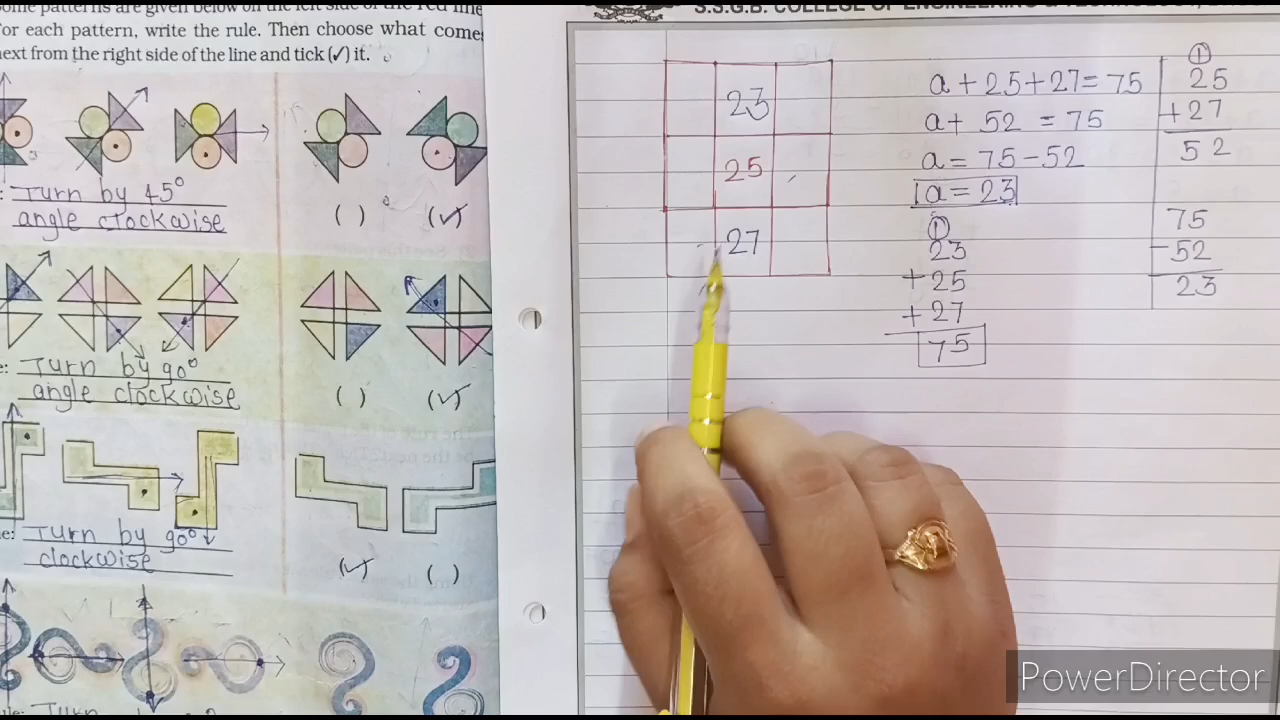 ome patterns are given below on the left side of the red line
For each pattern, write the rule. Then choose what comes
next from the right side of the line and tick (✓) it.
: Turn by 45°
angle clockwise
( ) (✓)
e: Turn by 90°
angle clockwise
( ) (✓)
e: Turn by 90°
clockwise
(✓) ( )
ule: Turn
S.S.G.B. COLLEGE OF ENGINEERING & TECHNOLOGY,
23
25
27
a + 25 + 27 = 75
a + 52 = 75
a = 75 - 52
a = 23
1
23
+ 25
+ 27
75
1
25
+ 27
52
75
- 52
23
PowerDirector